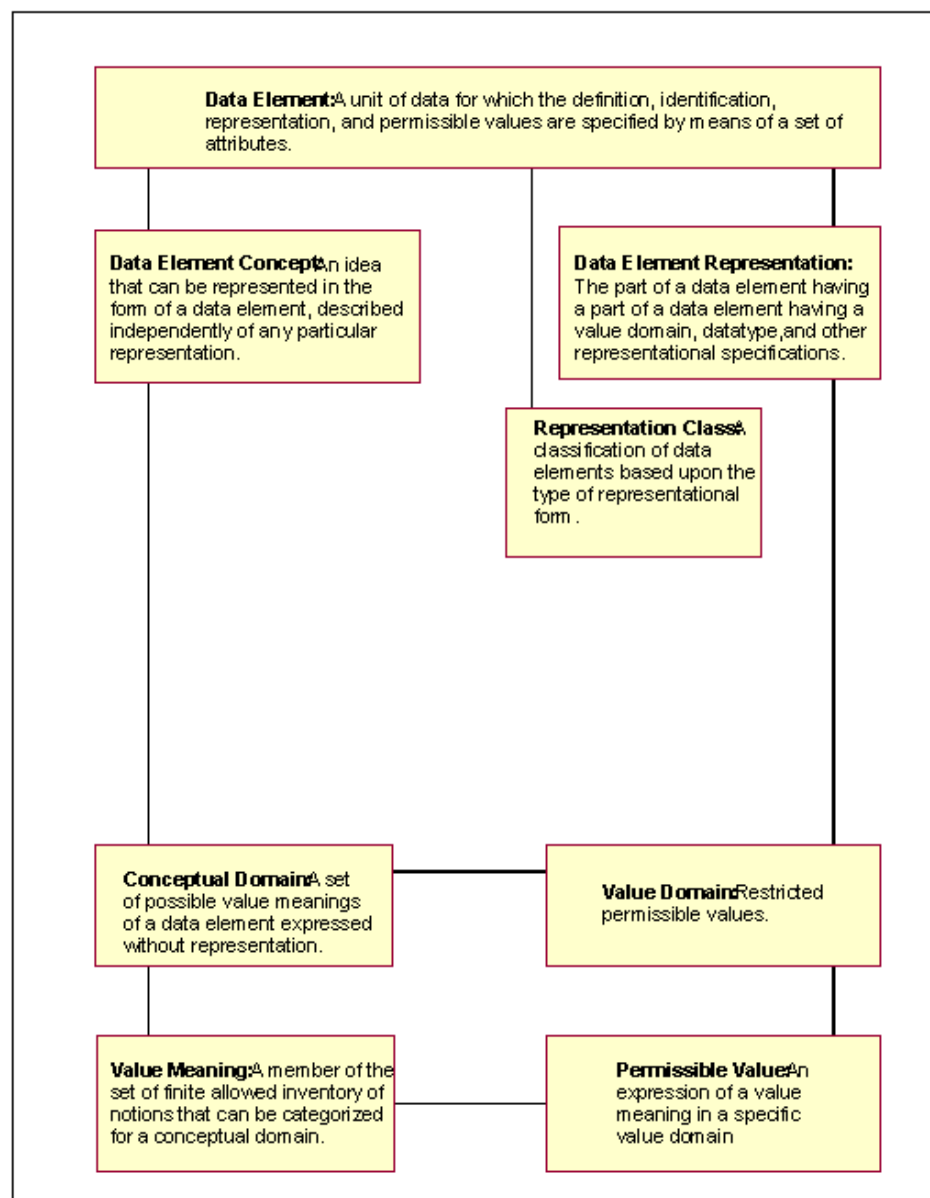 Data Element:A unit of data for which the definition, identification,
representation, and permissible values are specified by means of a set of
attributes.
Data Element Concept:An idea
that can be represented in the
form of a data element, described
independently of any particular
representation.
Data Element Representation:
The part of a data element having
a part of a data element having a
value domain, datatype,and other
representational specifications.
Representation Class:A
classification of data
elements based upon the
type of representational
form .
Conceptual Domain:A set
of possible value meanings
of a data element expressed
without representation.
Value Domain:Restricted
permissible values.
Value Meaning:A member of the
set of finite allowed inventory of
notions that can be categorized
for a conceptual domain.
Permissible Value:An
expression of a value
meaning in a specific
value domain